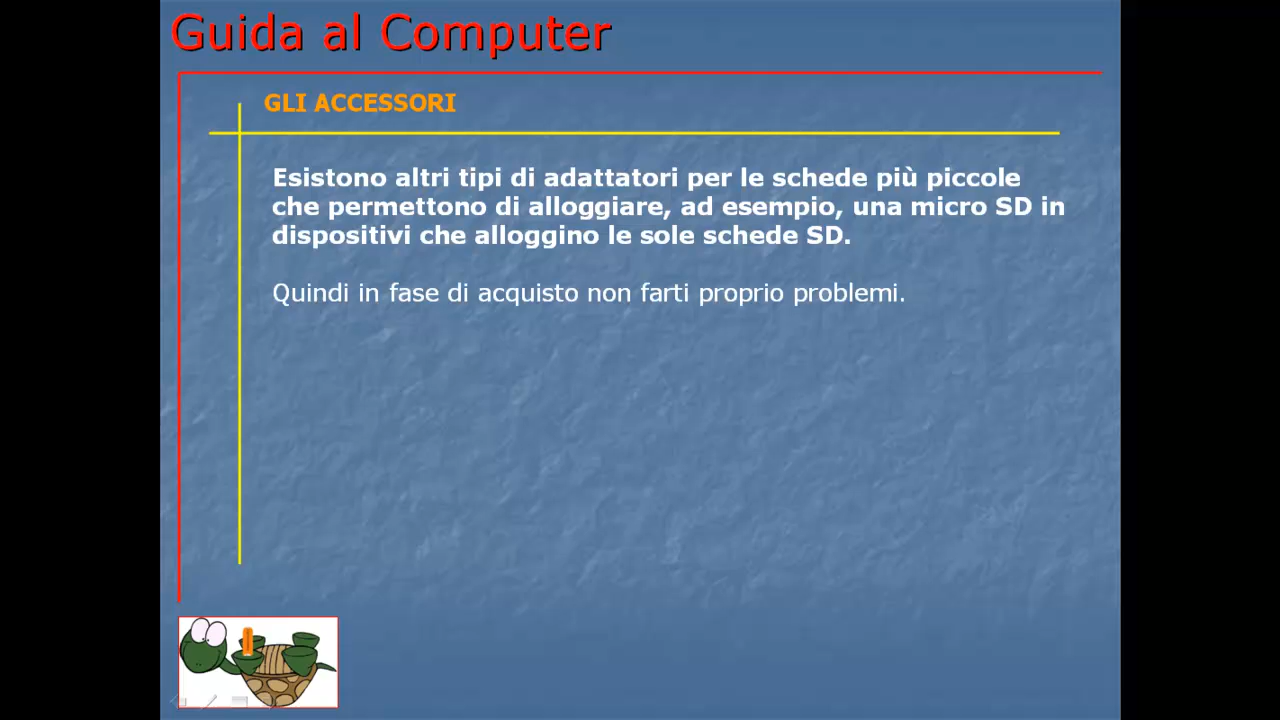 Guida al Computer
GLI ACCESSORI
Esistono altri tipi di adattatori per le schede più piccole
che permettono di alloggiare, ad esempio, una micro SD in
dispositivi che alloggino le sole schede SD.
Quindi in fase di acquisto non farti proprio problemi.